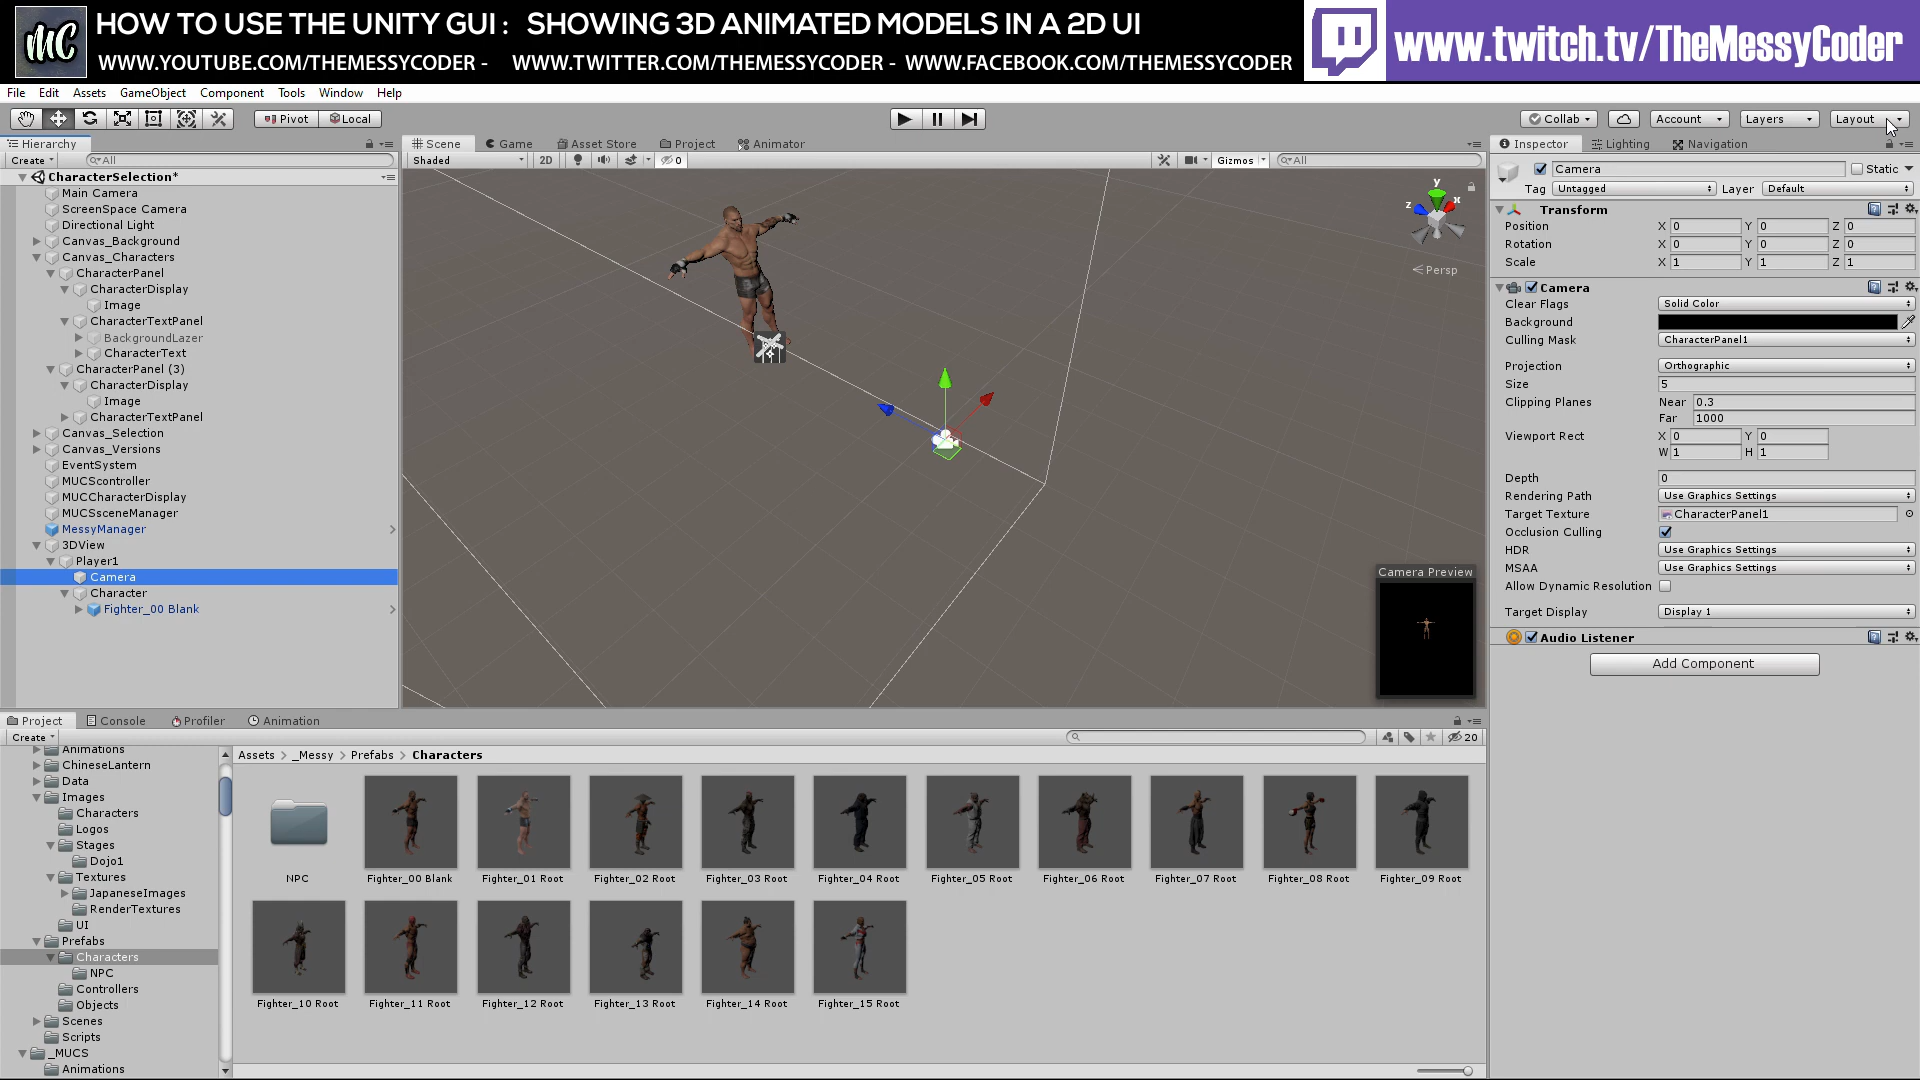 MC
HOW TO USE THE UNITY GUI : SHOWING 3D ANIMATED MODELS IN A 2D UI
WWW.YOUTUBE.COM/THEMESSYCODER - WWW.TWITTER.COM/THEMESSYCODER - WWW.FACEBOOK.COM/THEMESSYCODER
www.twitch.tv/TheMessyCoder
File Edit Assets GameObject Component Tools Window Help
Pivot Local Collab Account Layers Layout
Hierarchy
Create All
CharacterSelection*
Main Camera
ScreenSpace Camera
Directional Light
Canvas_Background
Canvas_Characters
CharacterPanel
CharacterDisplay
Image
CharacterTextPanel
BackgroundLazer
CharacterText
CharacterPanel (3)
CharacterDisplay
Image
CharacterTextPanel
Canvas_Selection
Canvas_Versions
EventSystem
MUCScontroller
MUCCharacterDisplay
MUCSsceneManager
MessyManager
3DView
Player1
Camera
Character
Fighter_00 Blank
Scene Game Asset Store Project Animator
Shaded 2D 0 Gizmos All
y
z x
Persp
Camera Preview
Inspector Lighting Navigation
Camera Static
Tag Untagged Layer Default
Transform
Position X 0 Y 0 Z 0
Rotation X 0 Y 0 Z 0
Scale X 1 Y 1 Z 1
Camera
Clear Flags Solid Color
Background
Culling Mask CharacterPanel1
Projection Orthographic
Size 5
Clipping Planes Near 0.3
Far 1000
Viewport Rect X 0 Y 0
W 1 H 1
Depth 0
Rendering Path Use Graphics Settings
Target Texture CharacterPanel1
Occlusion Culling
HDR Use Graphics Settings
MSAA Use Graphics Settings
Allow Dynamic Resolution
Target Display Display 1
Audio Listener
Add Component
Project Console Profiler Animation
Create 20
Animations
ChineseLantern
Data
Images
Characters
Logos
Stages
Dojo1
Textures
JapaneseImages
RenderTextures
UI
Prefabs
Characters
NPC
Controllers
Objects
Scenes
Scripts
_MUCS
Animations
Assets > _Messy > Prefabs > Characters
NPC Fighter_00 Blank Fighter_01 Root Fighter_02 Root Fighter_03 Root Fighter_04 Root Fighter_05 Root Fighter_06 Root Fighter_07 Root Fighter_08 Root Fighter_09 Root
Fighter_10 Root Fighter_11 Root Fighter_12 Root Fighter_13 Root Fighter_14 Root Fighter_15 Root